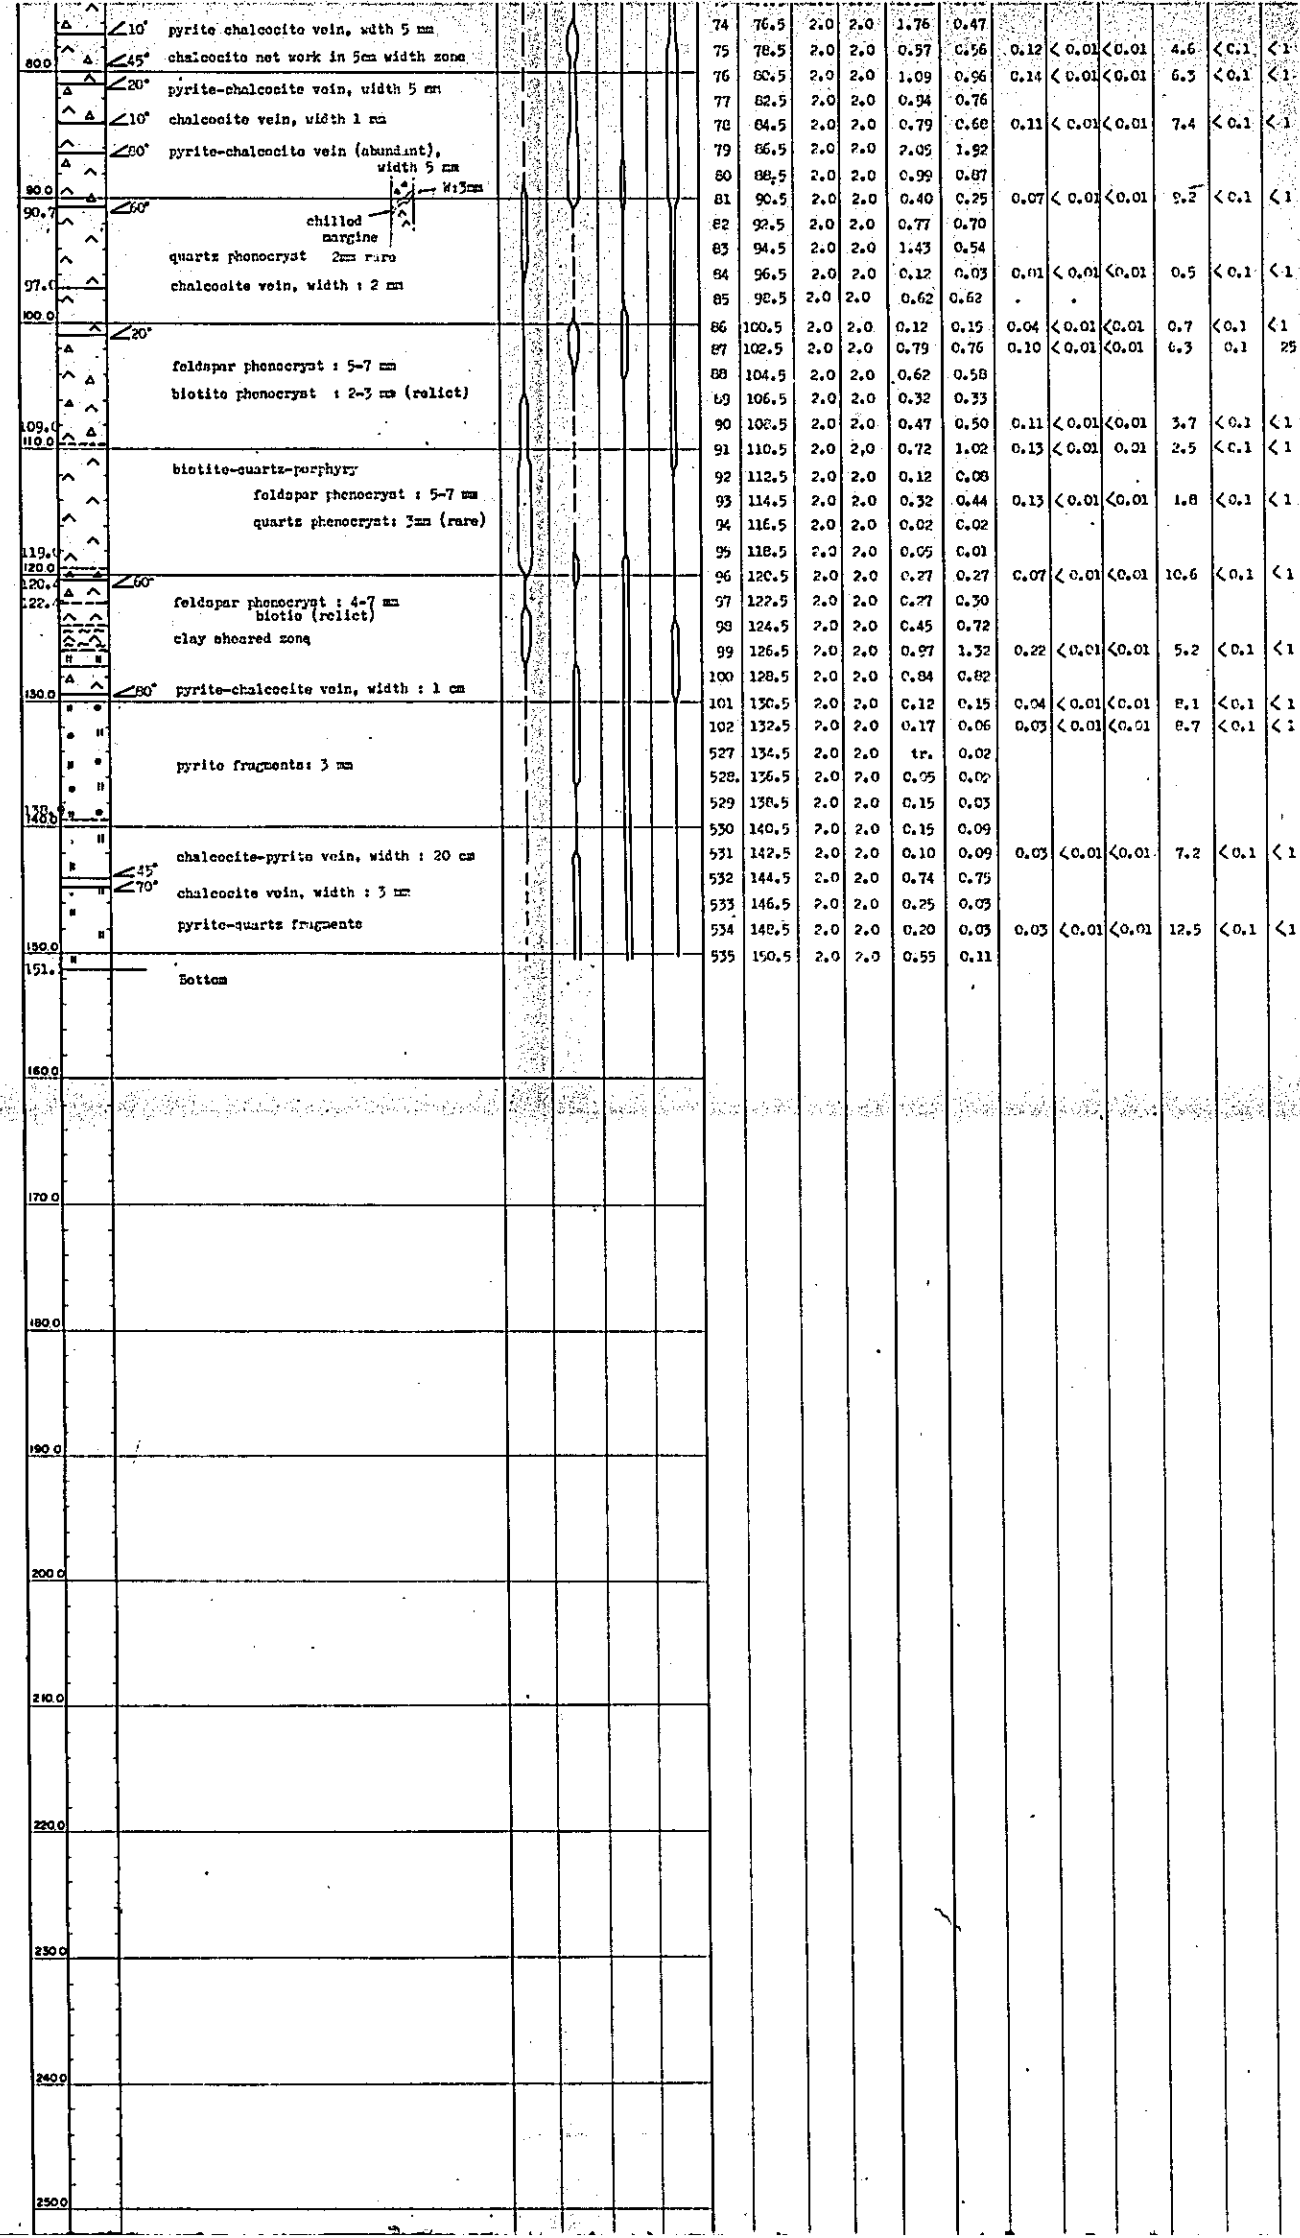 ∠10° pyrite chalcocite vein, wdth 5 mm
∠45° chalcocite net work in 5cm width zone
80.0
∠20° pyrite-chalcocite vein, width 5 mm
∠10° chalcocite vein, width 1 mm
∠80° pyrite-chalcocite vein (abundant),
width 5 mm
W:3mm
90.0
90.7 ∠60°
chilled
margine
quartz phonocryst 2mm rare
97.0 chalcocite vein, width : 2 mm
100.0
∠20°
feldspar phenocryst : 5-7 mm
biotite phenocryst : 2-3 mm (relict)
109.0
110.0
biotite-quartz-porphyry
feldspar phenocryst : 5-7 mm
quartz phenocryst: 3mm (rare)
119.0
120.0
120.4 ∠60°
122.4 feldspar phenocryst : 4-7 mm
biotio (relict)
clay sheared zone
∠80° pyrite-chalcocite vein, width : 1 cm
130.0
pyrite fragments: 3 mm
140.0
chalcocite-pyrite vein, width : 20 cm
∠45°
∠70° chalcocite vein, width : 3 mm
pyrite-quartz fragments
150.0
151.
Bottom
160.0
170.0
180.0
190.0
200.0
210.0
220.0
230.0
240.0
250.0
74 76.5 2.0 2.0 1.76 0.47
75 78.5 2.0 2.0 0.57 0.56 0.12 <0.01 <0.01 4.6 <0.1 <1
76 80.5 2.0 2.0 1.09 0.96 0.14 <0.01 <0.01 6.3 <0.1 <1
77 82.5 2.0 2.0 0.94 0.76
78 84.5 2.0 2.0 0.79 0.68 0.11 <0.01 <0.01 7.4 <0.1 <1
79 86.5 2.0 2.0 2.05 1.92
80 88.5 2.0 2.0 0.99 0.87
81 90.5 2.0 2.0 0.40 0.25 0.07 <0.01 <0.01 9.2 <0.1 <1
82 92.5 2.0 2.0 0.77 0.70
83 94.5 2.0 2.0 1.43 0.54
84 96.5 2.0 2.0 0.12 0.03 0.01 <0.01 <0.01 0.5 <0.1 <1
85 98.5 2.0 2.0 0.62 0.62
86 100.5 2.0 2.0 0.12 0.15 0.04 <0.01 <0.01 0.7 <0.1 <1
87 102.5 2.0 2.0 0.79 0.76 0.10 <0.01 <0.01 6.3 0.1 25
88 104.5 2.0 2.0 0.62 0.58
89 106.5 2.0 2.0 0.32 0.33
90 108.5 2.0 2.0 0.47 0.50 0.11 <0.01 <0.01 3.7 <0.1 <1
91 110.5 2.0 2.0 0.72 1.02 0.13 <0.01 0.01 2.5 <0.1 <1
92 112.5 2.0 2.0 0.12 0.08
93 114.5 2.0 2.0 0.32 0.44 0.13 <0.01 <0.01 1.8 <0.1 <1
94 116.5 2.0 2.0 0.02 0.02
95 118.5 2.0 2.0 0.05 0.01
96 120.5 2.0 2.0 0.27 0.27 0.07 <0.01 <0.01 10.6 <0.1 <1
97 122.5 2.0 2.0 0.27 0.30
98 124.5 2.0 2.0 0.45 0.72
99 126.5 2.0 2.0 0.97 1.32 0.22 <0.01 <0.01 5.2 <0.1 <1
100 128.5 2.0 2.0 0.84 0.82
101 130.5 2.0 2.0 0.12 0.15 0.04 <0.01 <0.01 8.1 <0.1 <1
102 132.5 2.0 2.0 0.17 0.06 0.03 <0.01 <0.01 8.7 <0.1 <1
527 134.5 2.0 2.0 tr. 0.02
528 136.5 2.0 2.0 0.05 0.02
529 138.5 2.0 2.0 0.15 0.03
530 140.5 2.0 2.0 0.15 0.09
531 142.5 2.0 2.0 0.10 0.09 0.03 <0.01 <0.01 7.2 <0.1 <1
532 144.5 2.0 2.0 0.74 0.75
533 146.5 2.0 2.0 0.25 0.03
534 148.5 2.0 2.0 0.20 0.03 0.03 <0.01 <0.01 12.5 <0.1 <1
535 150.5 2.0 2.0 0.55 0.11